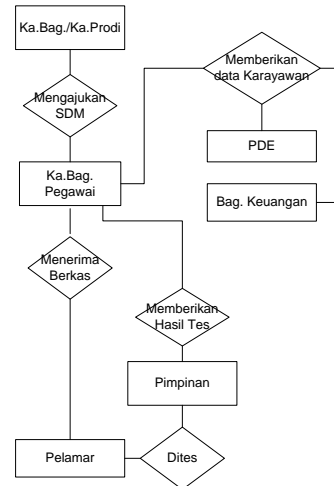 Ka.Bag./Ka.Prodi
Mengajukan
SDM
Memberikan
data Karayawan
PDE
Ka.Bag.
Pegawai
Bag. Keuangan
Menerima
Berkas
Memberikan
Hasil Tes
Pimpinan
Pelamar
Dites